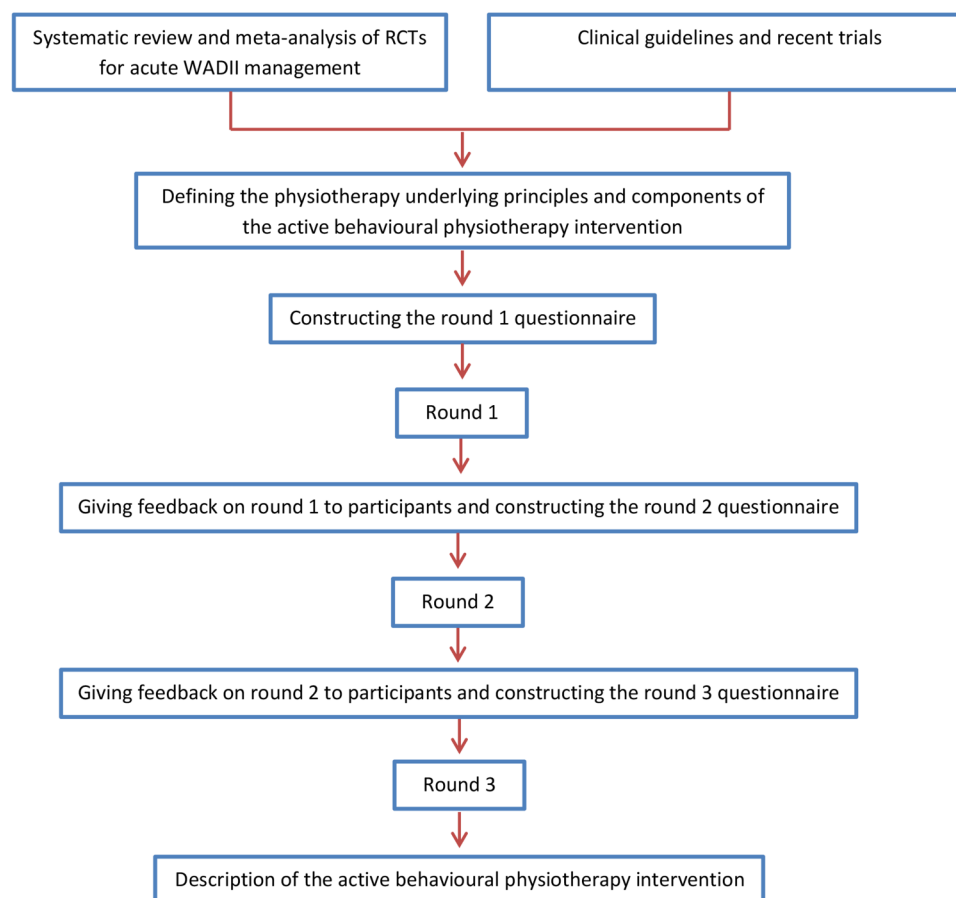 Systematic review and meta-analysis of RCTs
for acute WADII management
Clinical guidelines and recent trials
Defining the physiotherapy underlying principles and components of
the active behavioural physiotherapy intervention
Constructing the round 1 questionnaire
Round 1
Giving feedback on round 1 to participants and constructing the round 2 questionnaire
Round 2
Giving feedback on round 2 to participants and constructing the round 3 questionnaire
Round 3
Description of the active behavioural physiotherapy intervention